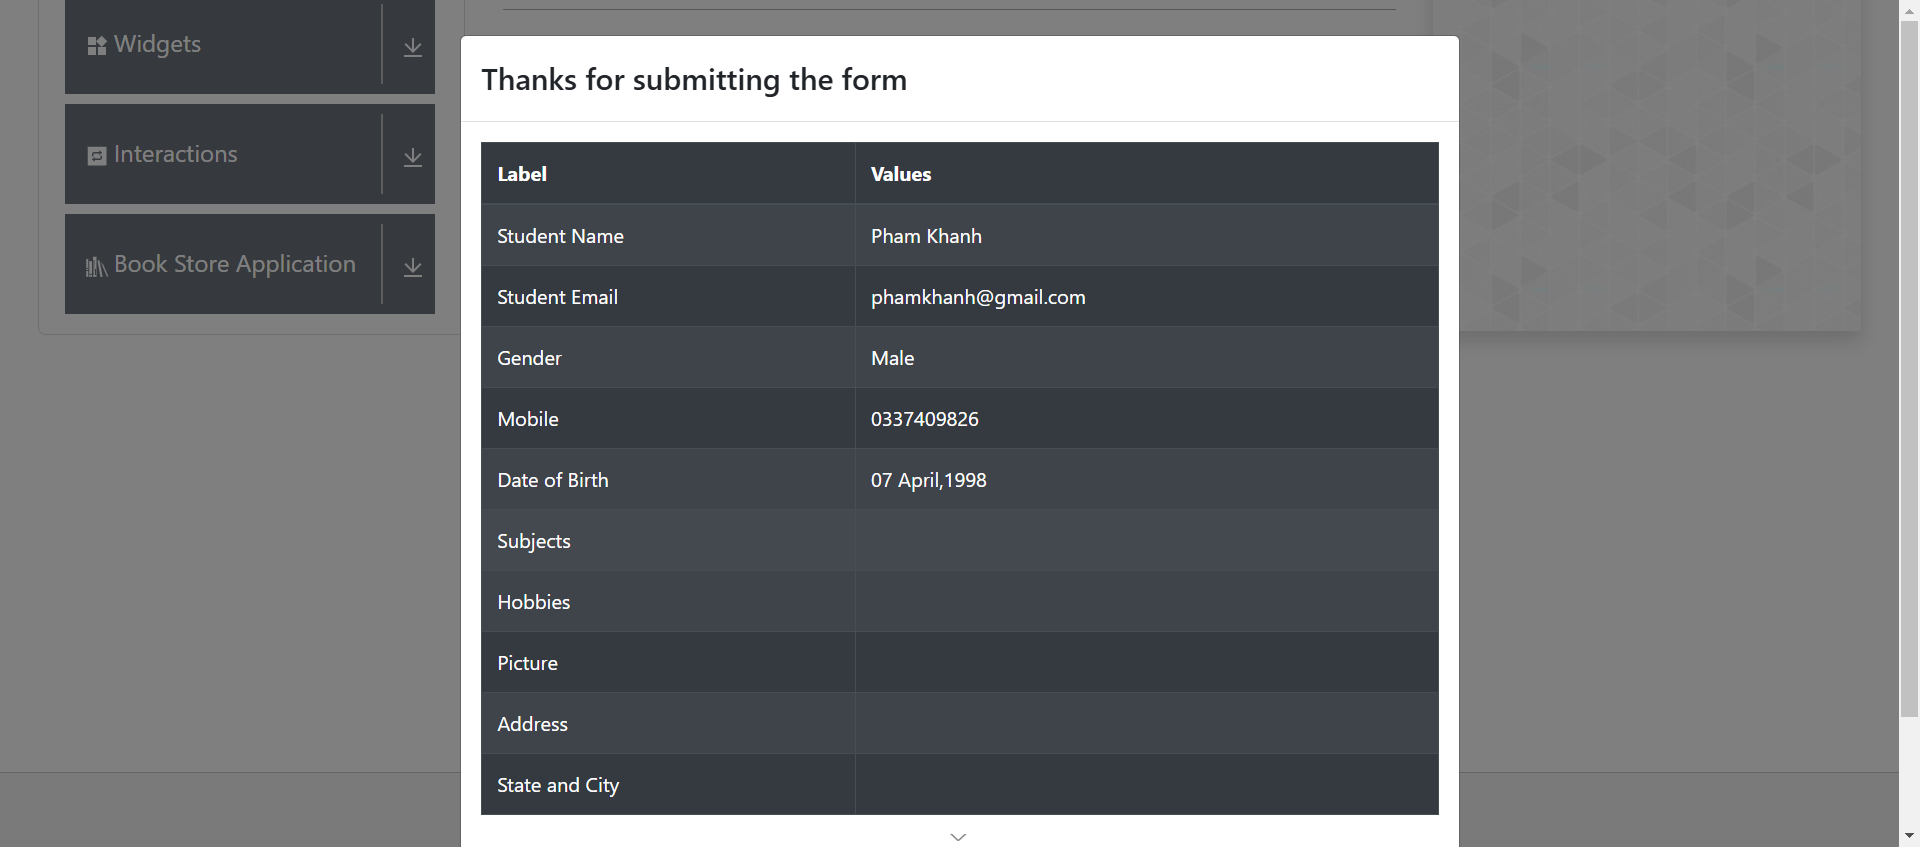 Widgets
Interactions
Book Store Application
Thanks for submitting the form
Label Values
Student Name Pham Khanh
Student Email phamkhanh@gmail.com
Gender Male
Mobile 0337409826
Date of Birth 07 April,1998
Subjects
Hobbies
Picture
Address
State and City